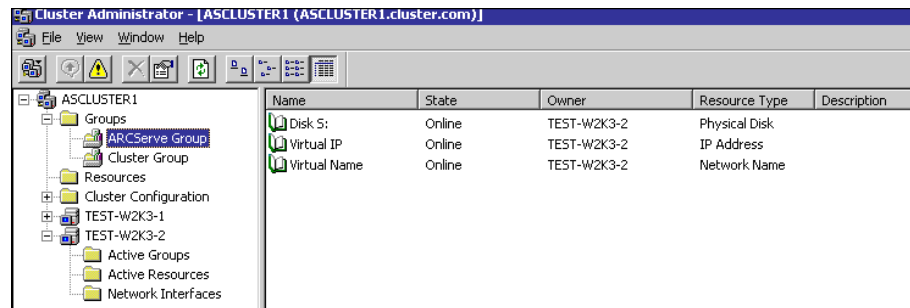 Cluster Administrator - [ASCLUSTER1 (ASCLUSTER1.cluster.com)]
File View Window Help
ASCLUSTER1
Groups
ARCServe Group
Cluster Group
Resources
Cluster Configuration
TEST-W2K3-1
TEST-W2K3-2
Active Groups
Active Resources
Network Interfaces
Name State Owner Resource Type Description
Disk S: Online TEST-W2K3-2 Physical Disk
Virtual IP Online TEST-W2K3-2 IP Address
Virtual Name Online TEST-W2K3-2 Network Name